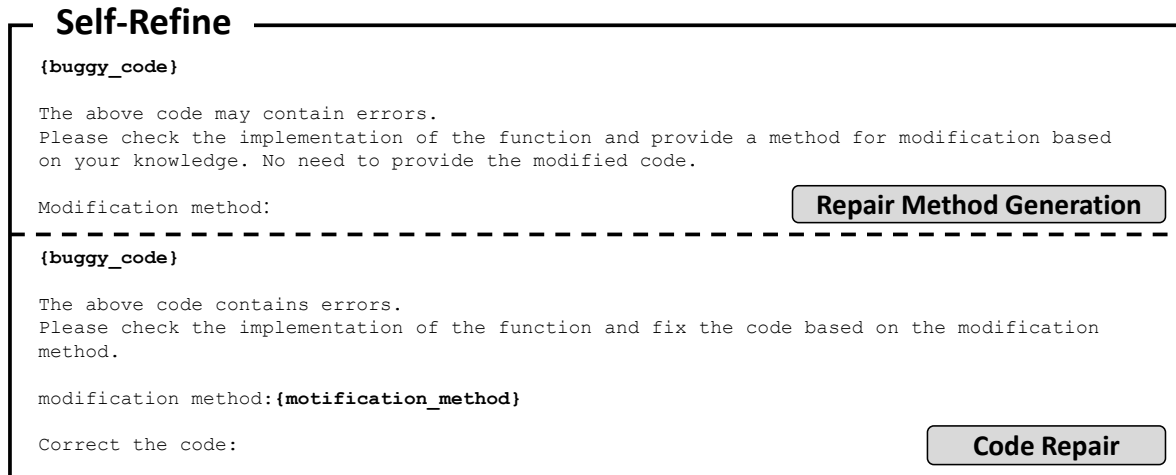 Self-Refine
{buggy_code}
The above code may contain errors.
Please check the implementation of the function and provide a method for modification based
on your knowledge. No need to provide the modified code.
Modification method:
Repair Method Generation
{buggy_code}
The above code contains errors.
Please check the implementation of the function and fix the code based on the modification
method.
modification method:{motification_method}
Correct the code:
Code Repair